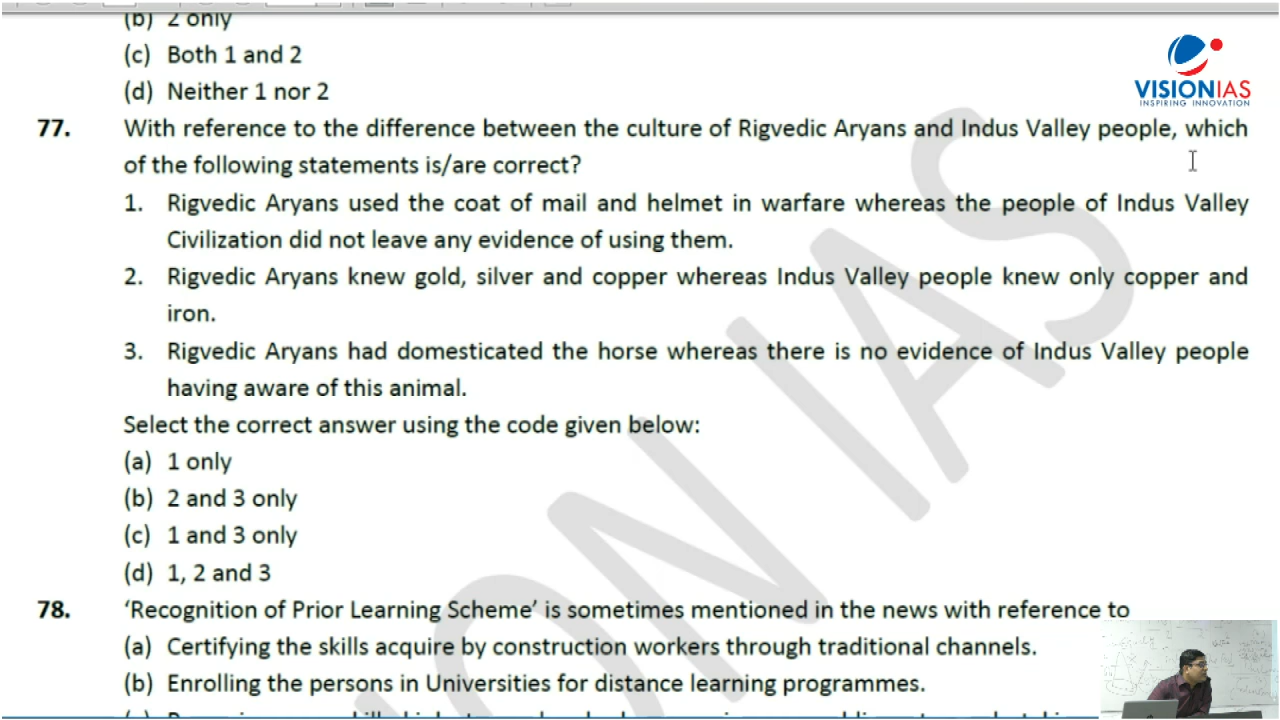 (b) 2 only
(c) Both 1 and 2
(d) Neither 1 nor 2
VISIONIAS
INSPIRING INNOVATION
77. With reference to the difference between the culture of Rigvedic Aryans and Indus Valley people, which
of the following statements is/are correct?
1. Rigvedic Aryans used the coat of mail and helmet in warfare whereas the people of Indus Valley
Civilization did not leave any evidence of using them.
2. Rigvedic Aryans knew gold, silver and copper whereas Indus Valley people knew only copper and
iron.
3. Rigvedic Aryans had domesticated the horse whereas there is no evidence of Indus Valley people
having aware of this animal.
Select the correct answer using the code given below:
(a) 1 only
(b) 2 and 3 only
(c) 1 and 3 only
(d) 1, 2 and 3
78. ‘Recognition of Prior Learning Scheme’ is sometimes mentioned in the news with reference to
(a) Certifying the skills acquire by construction workers through traditional channels.
(b) Enrolling the persons in Universities for distance learning programmes.
ION IAS